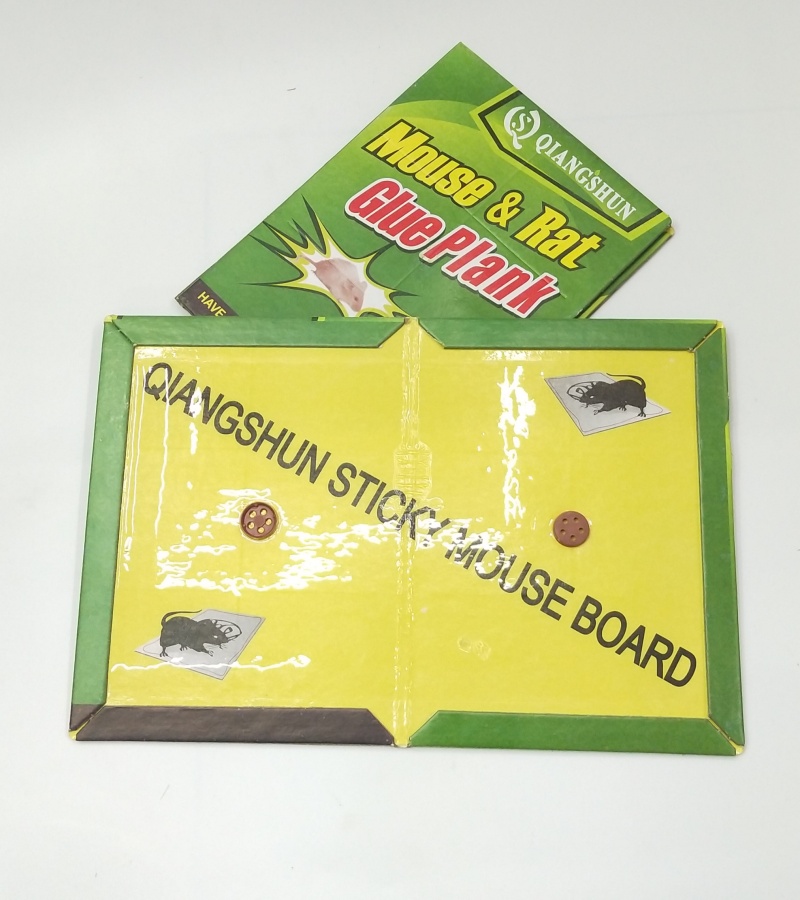 QIANGSHUN
Mouse & Rat
Glue Plank
HAVE
QIANGSHUN STICKY MOUSE BOARD